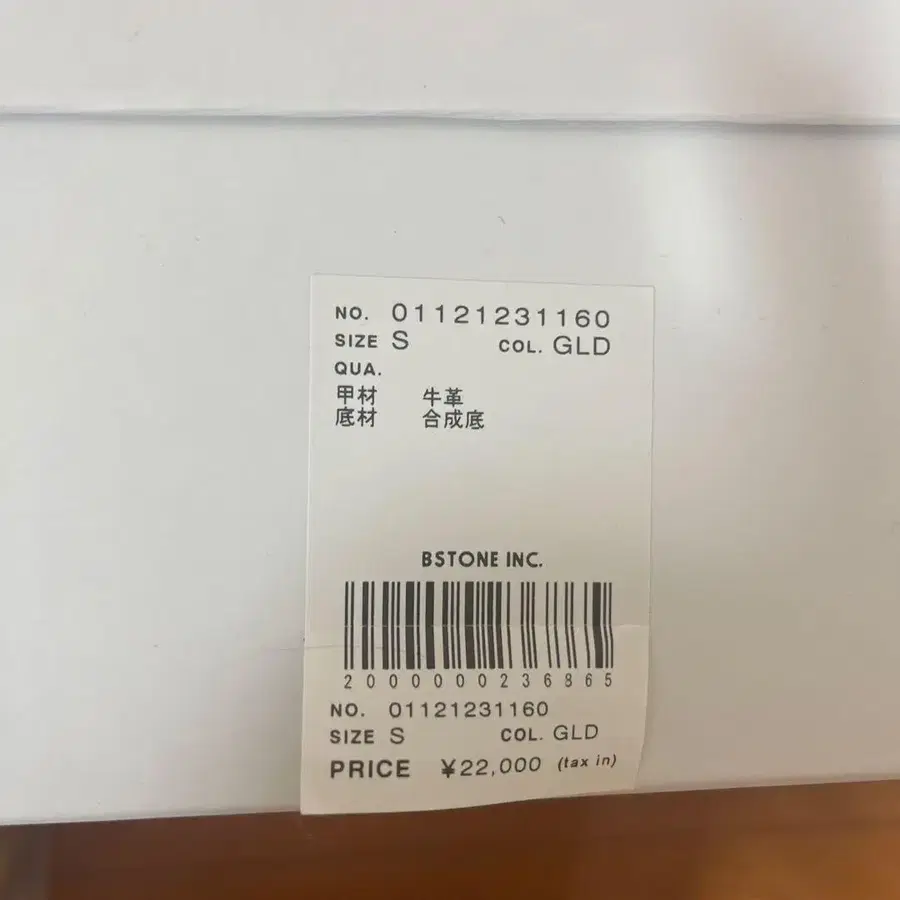 NO. 01121231160
SIZE S COL. GLD
QUA.
甲材 牛革
底材 合成底
BSTONE INC.
2000000236865
NO. 01121231160
SIZE S COL. GLD
PRICE ¥22,000 (tax in)